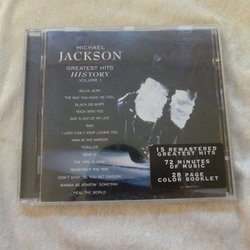 MICHAEL
JACKSON
GREATEST HITS
HISTORY
VOLUME 1
BILLIE JEAN
THE WAY YOU MAKE ME FEEL
BLACK OR WHITE
ROCK WITH YOU
SHE'S OUT OF MY LIFE
BAD
I JUST CAN'T STOP LOVING YOU
MAN IN THE MIRROR
THRILLER
BEAT IT
THE GIRL IS MINE
REMEMBER THE TIME
DON'T STOP 'TIL YOU GET ENOUGH
WANNA BE STARTIN' SOMETHIN'
HEAL THE WORLD
15 REMASTERED
GREATEST HITS
72 MINUTES
OF MUSIC
28 PAGE
COLOR BOOKLET